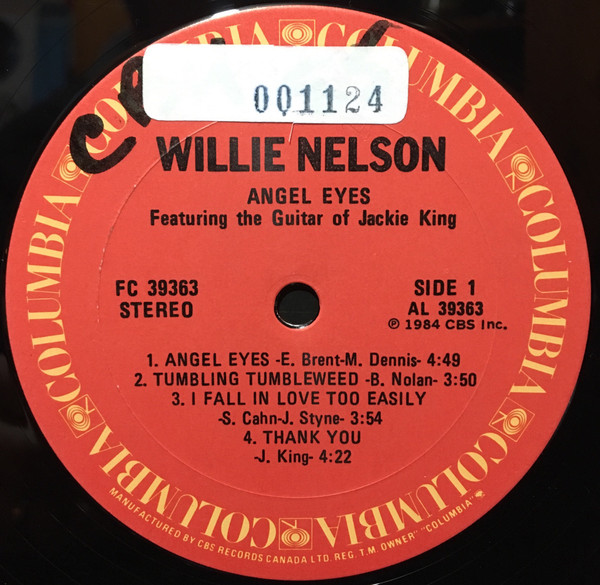 001124
WILLIE NELSON
ANGEL EYES
Featuring the Guitar of Jackie King
FC 39363
STEREO
SIDE 1
AL 39363
℗ 1984 CBS Inc.
1. ANGEL EYES -E. Brent-M. Dennis- 4:49
2. TUMBLING TUMBLEWEED -B. Nolan- 3:50
3. I FALL IN LOVE TOO EASILY
-S. Cahn-J. Styne- 3:54
4. THANK YOU
-J. King- 4:22
COLUMBIA
COLUMBIA
COLUMBIA
COLUMBIA
COLUMBIA
COLUMBIA
COLUMBIA
COLUMBIA
MANUFACTURED BY CBS RECORDS CANADA LTD. REG. T.M. OWNER "COLUMBIA"